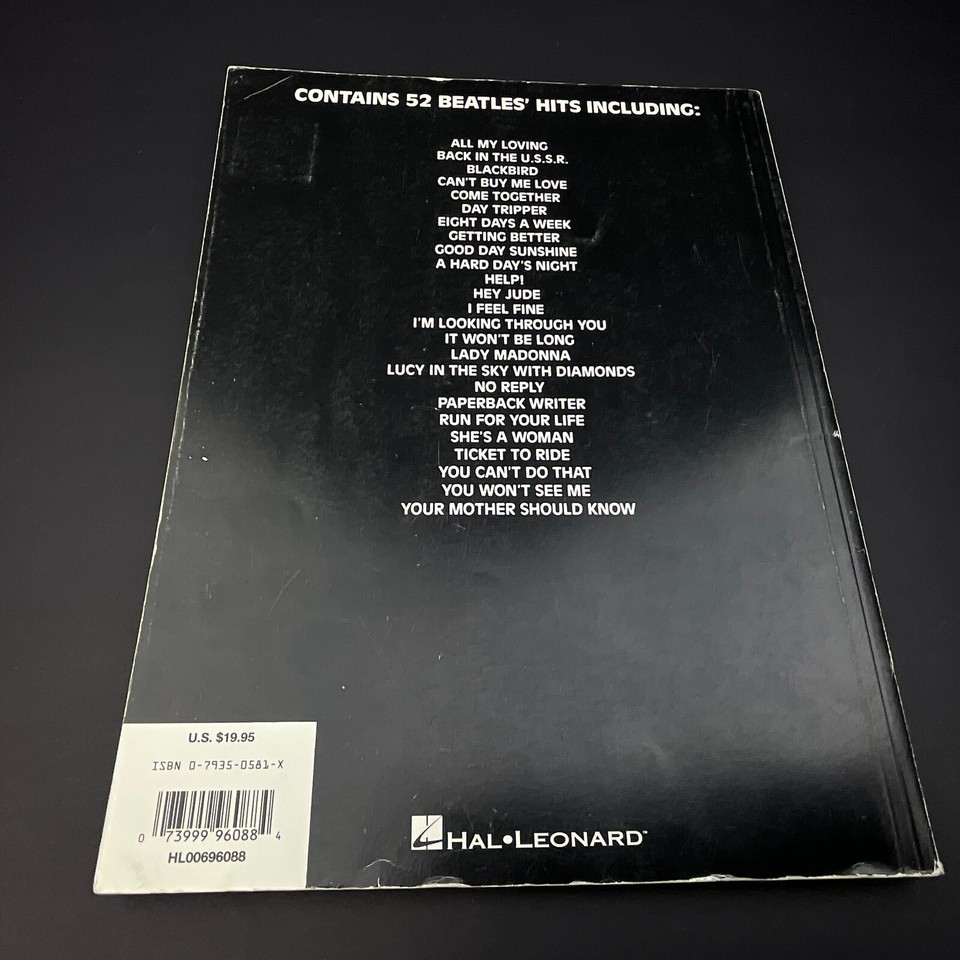 CONTAINS 52 BEATLES' HITS INCLUDING:
ALL MY LOVING
BACK IN THE U.S.S.R.
BLACKBIRD
CAN'T BUY ME LOVE
COME TOGETHER
DAY TRIPPER
EIGHT DAYS A WEEK
GETTING BETTER
GOOD DAY SUNSHINE
A HARD DAY'S NIGHT
HELP!
HEY JUDE
I FEEL FINE
I'M LOOKING THROUGH YOU
IT WON'T BE LONG
LADY MADONNA
LUCY IN THE SKY WITH DIAMONDS
NO REPLY
PAPERBACK WRITER
RUN FOR YOUR LIFE
SHE'S A WOMAN
TICKET TO RIDE
YOU CAN'T DO THAT
YOU WON'T SEE ME
YOUR MOTHER SHOULD KNOW
U.S. $19.95
ISBN 0-7935-0581-X
0 73999 96088 4
HL00696088
HAL•LEONARD™